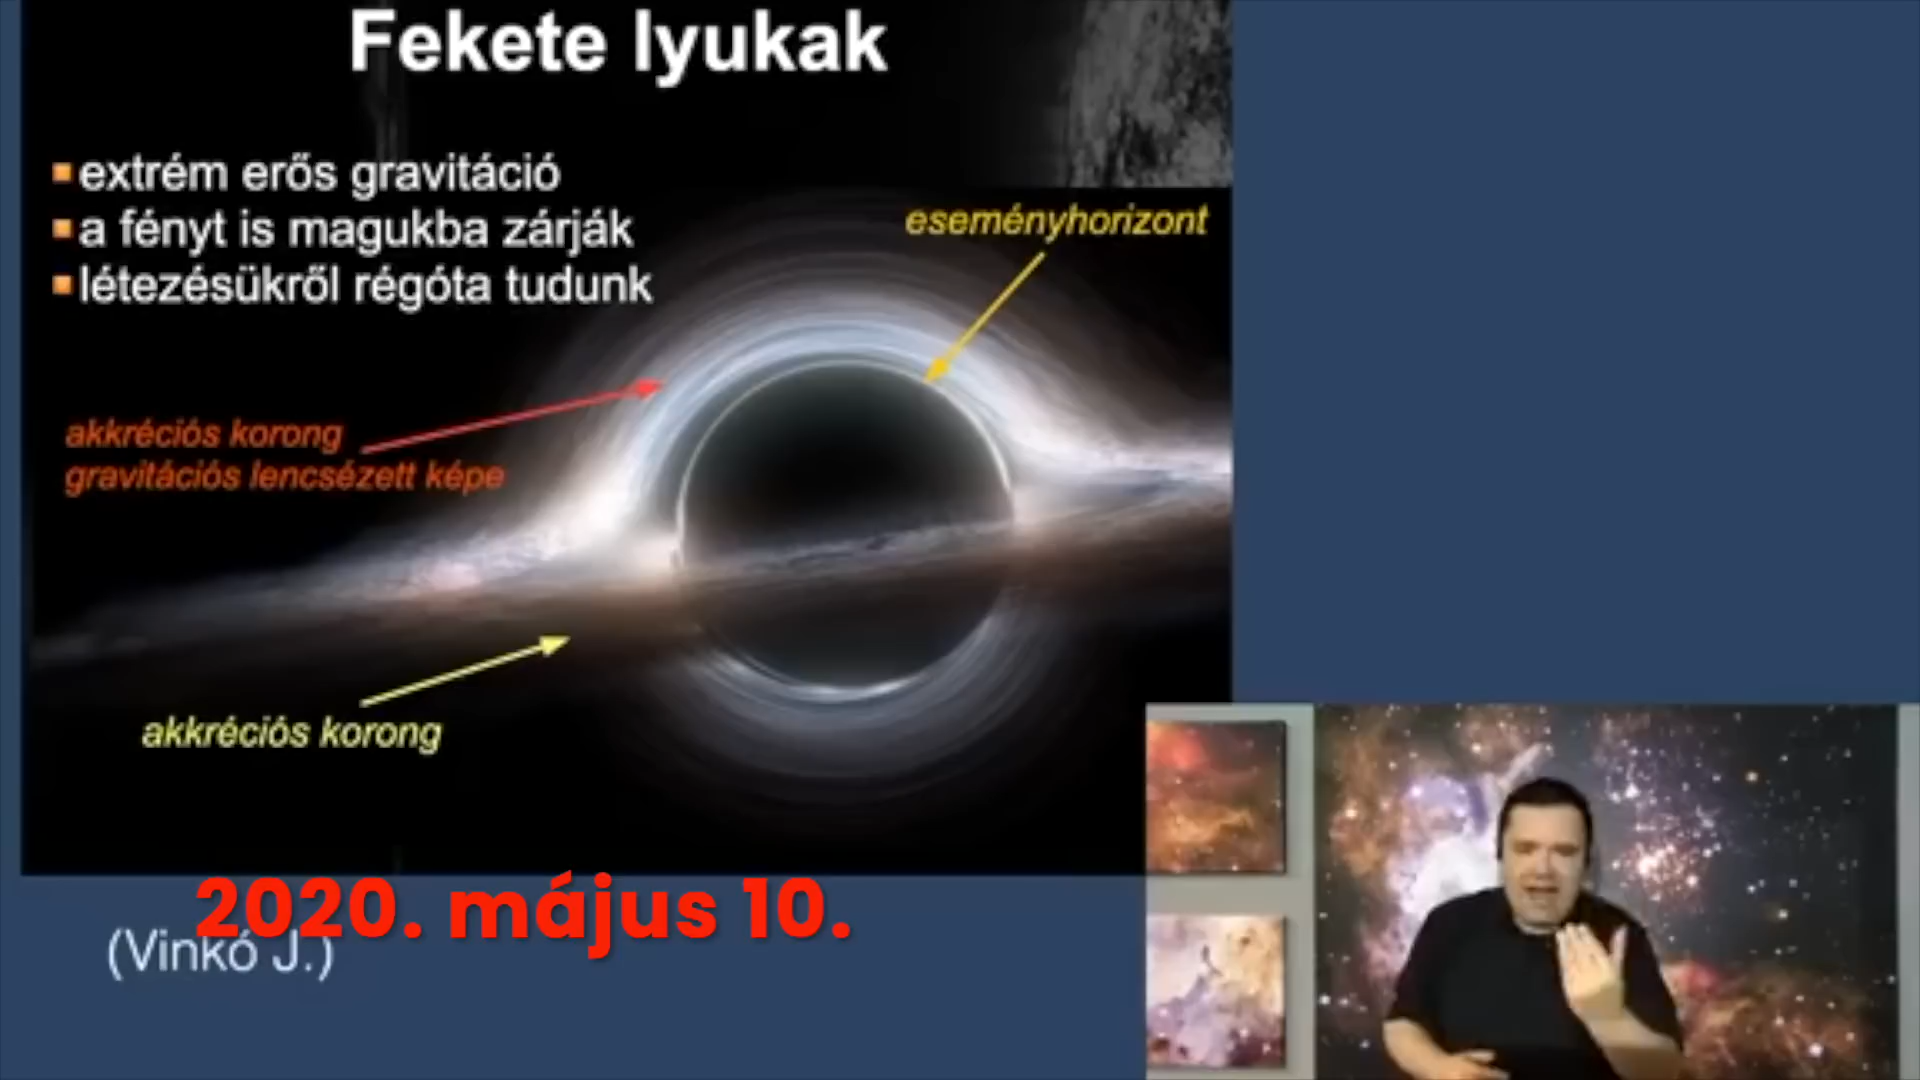 Fekete lyukak
extrém erős gravitáció
a fényt is magukba zárják
létezésükről régóta tudunk
eseményhorizont
akkréciós korong
gravitációs lencsézett képe
akkréciós korong
2020. május 10.
(Vinkó J.)